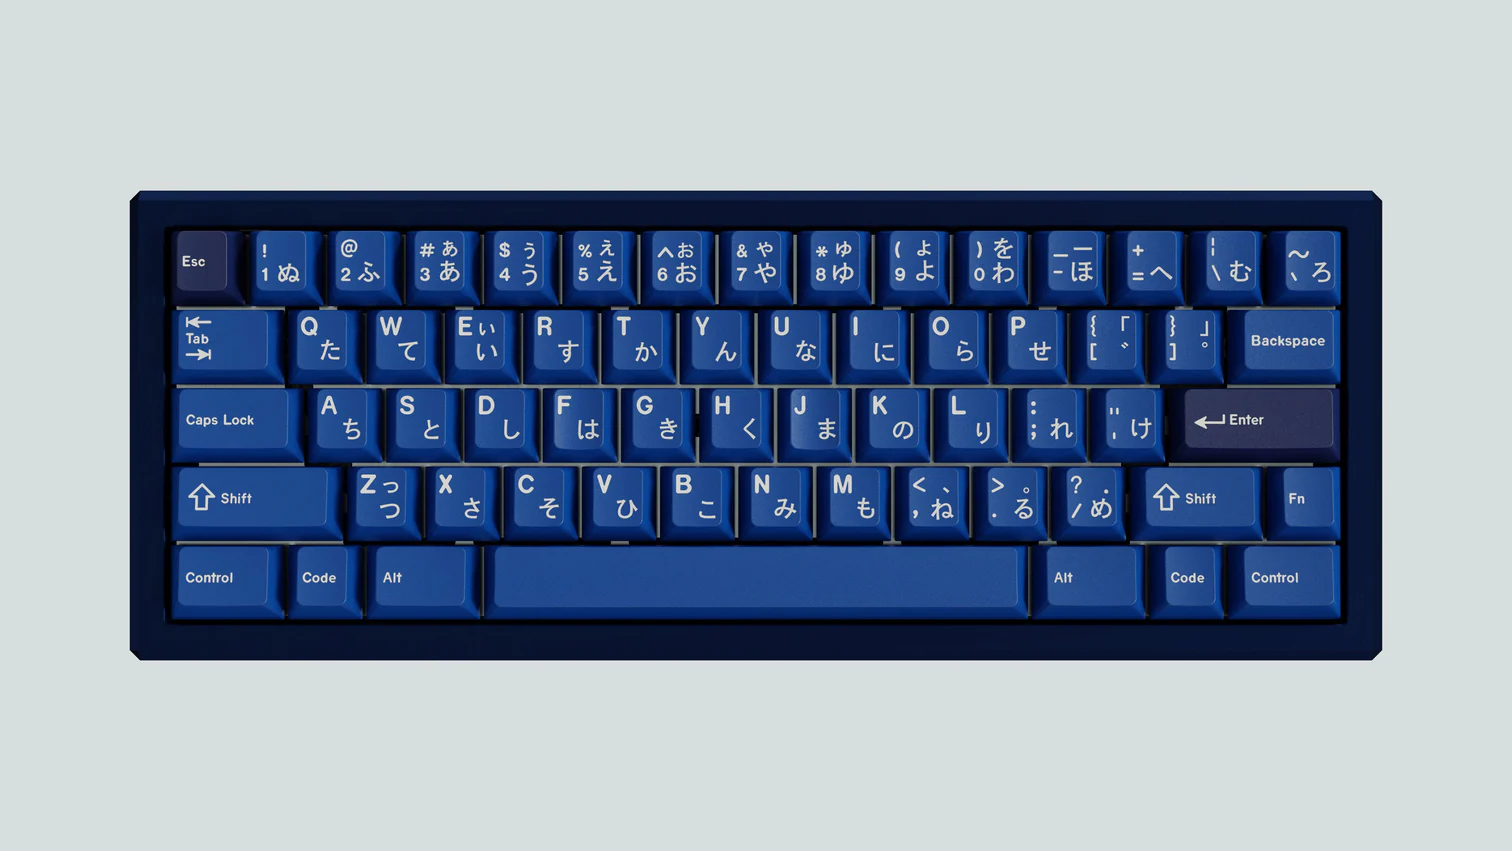 Esc ! 1 ぬ @ 2 ふ # ぁ 3 あ $ ぅ 4 う % ぇ 5 え ^ ぉ 6 お & ゃ 7 や * ゅ 8 ゆ ( ょ 9 よ ) を 0 わ _ ー - ほ + = へ ¦ \ む ~ 、 ろ
Tab Q た W て E ぃ い R す T か Y ん U な I に O ら P せ { 「 [ ゛ } 」 ] ゜ Backspace
Caps Lock A ち S と D し F は G き H く J ま K の L り : ; れ " ' け Enter
Shift Z っ つ X さ C そ V ひ B こ N み M も < 、 , ね > 。 . る ? ・ / め Shift Fn
Control Code Alt Alt Code Control